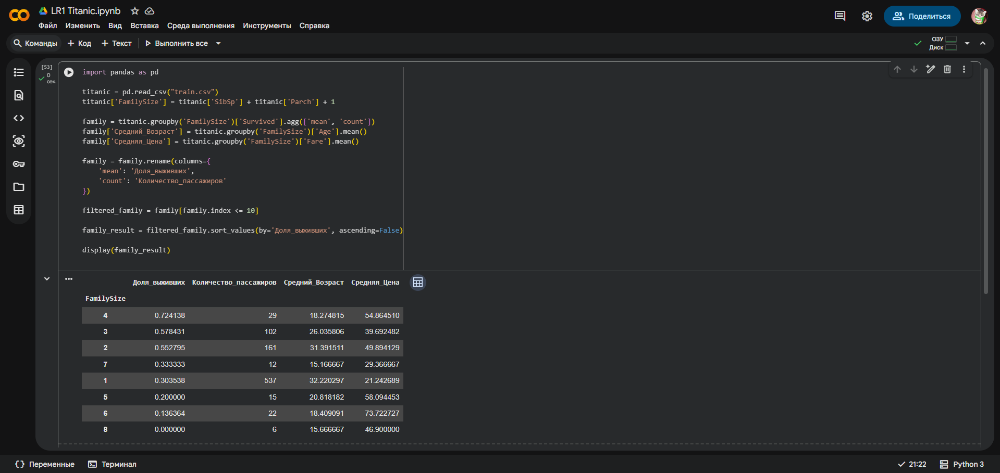 LR1 Titanic.ipynb
Файл Изменить Вид Вставка Среда выполнения Инструменты Справка
Поделиться
Команды + Код + Текст Выполнить все
ОЗУ
Диск
[53]
0
сек.
import pandas as pd
titanic = pd.read_csv("train.csv")
titanic['FamilySize'] = titanic['SibSp'] + titanic['Parch'] + 1
family = titanic.groupby('FamilySize')['Survived'].agg(['mean', 'count'])
family['Средний_Возраст'] = titanic.groupby('FamilySize')['Age'].mean()
family['Средняя_Цена'] = titanic.groupby('FamilySize')['Fare'].mean()
family = family.rename(columns={
    'mean': 'Доля_выживших',
    'count': 'Количество_пассажиров'
})
filtered_family = family[family.index <= 10]
family_result = filtered_family.sort_values(by='Доля_выживших', ascending=False)
display(family_result)
Доля_выживших Количество_пассажиров Средний_Возраст Средняя_Цена
FamilySize
4 0.724138 29 18.274815 54.864510
3 0.578431 102 26.035806 39.692482
2 0.552795 161 31.391511 49.894129
7 0.333333 12 15.166667 29.366667
1 0.303538 537 32.220297 21.242689
5 0.200000 15 20.818182 58.094453
6 0.136364 22 18.409091 73.722727
8 0.000000 6 15.666667 46.900000
Переменные Терминал 21:22 Python 3